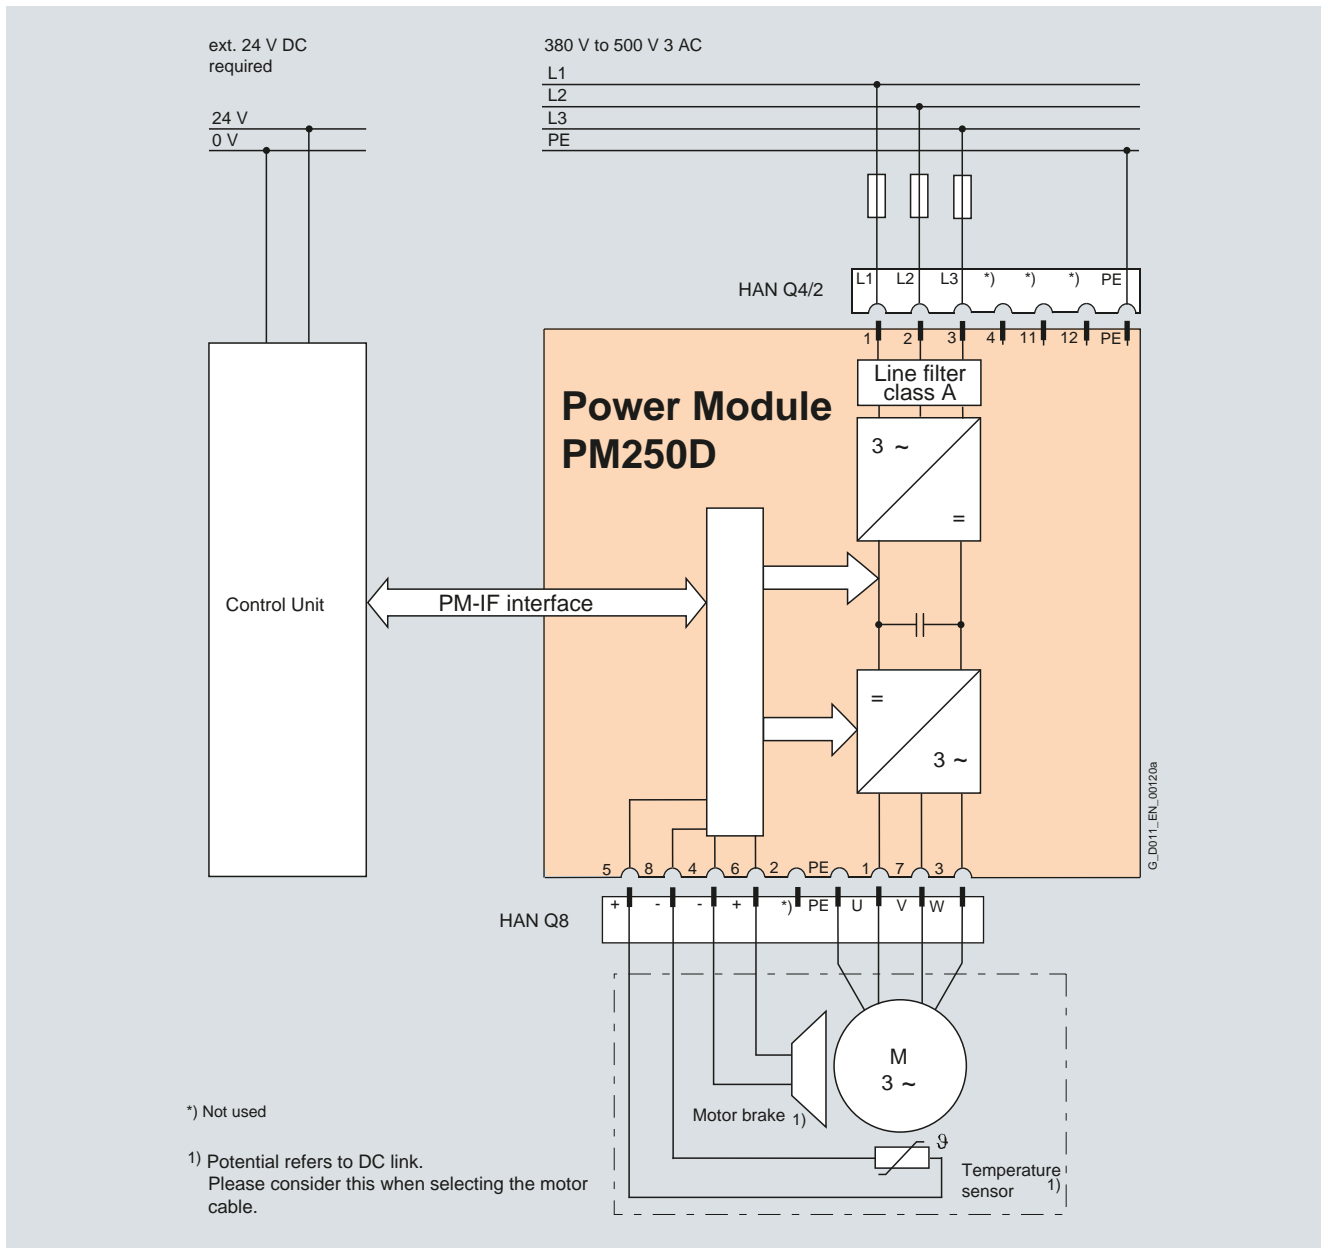 ext. 24 V DC
required
380 V to 500 V 3 AC
L1
L2
24 V
L3
0 V
PE
HAN Q4/2
L1 L2 L3 *) *) *) PE
1 2 3 4 11 12 PE
Line filter
class A
Power Module
PM250D
3 ~
=
Control Unit
PM-IF interface
=
3 ~
G_D011_EN_00120a
5 8 4 6 2 PE 1 7 3
+ - - + *) PE U V W
HAN Q8
M
3 ~
Motor brake 1)
ϑ
Temperature
sensor 1)
*) Not used
1) Potential refers to DC link.
Please consider this when selecting the motor
cable.